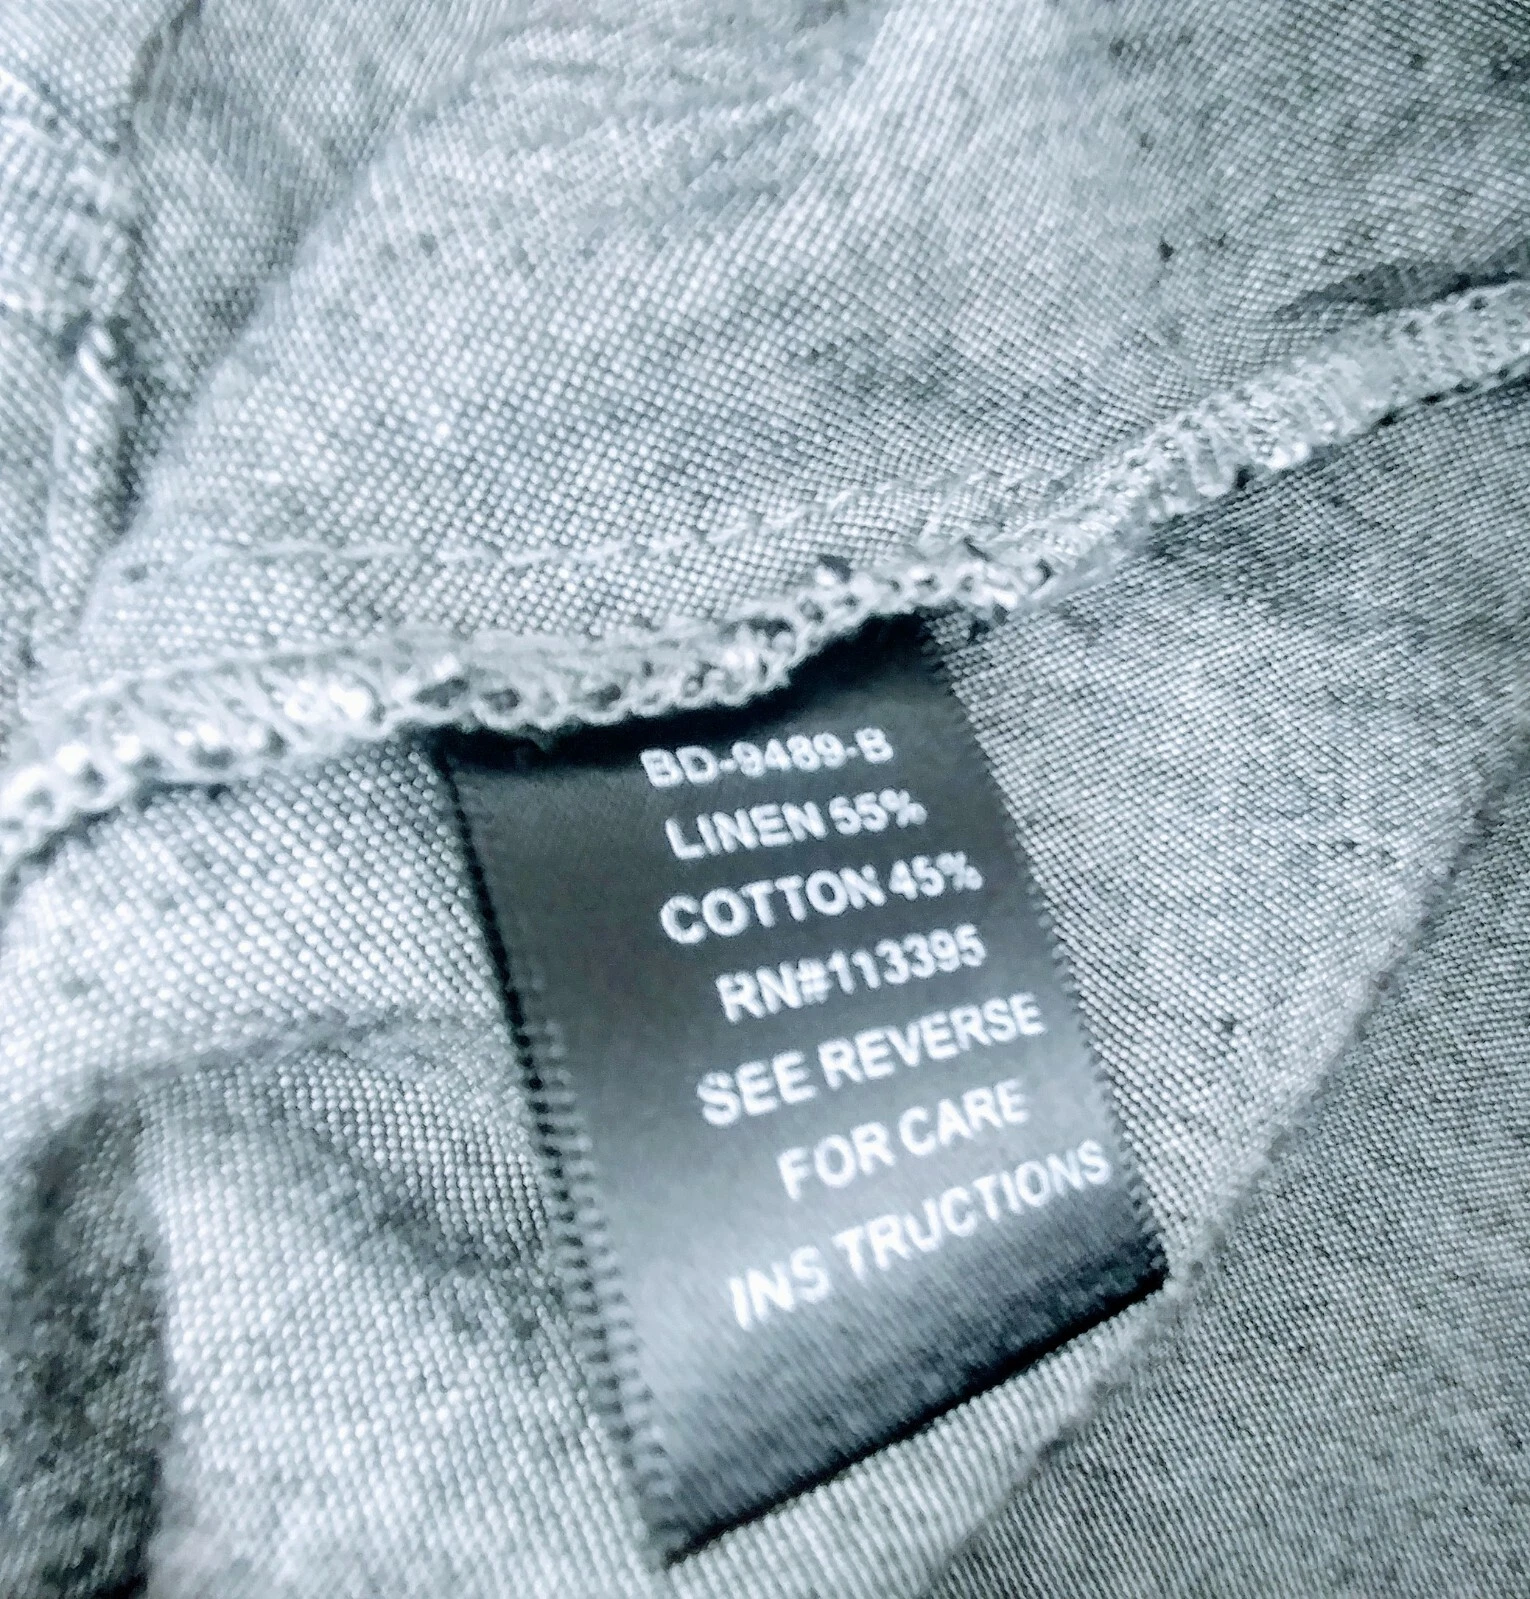 BD-9489-B
LINEN 55%
COTTON 45%
RN#113395
SEE REVERSE
FOR CARE
INS TRUCTIONS